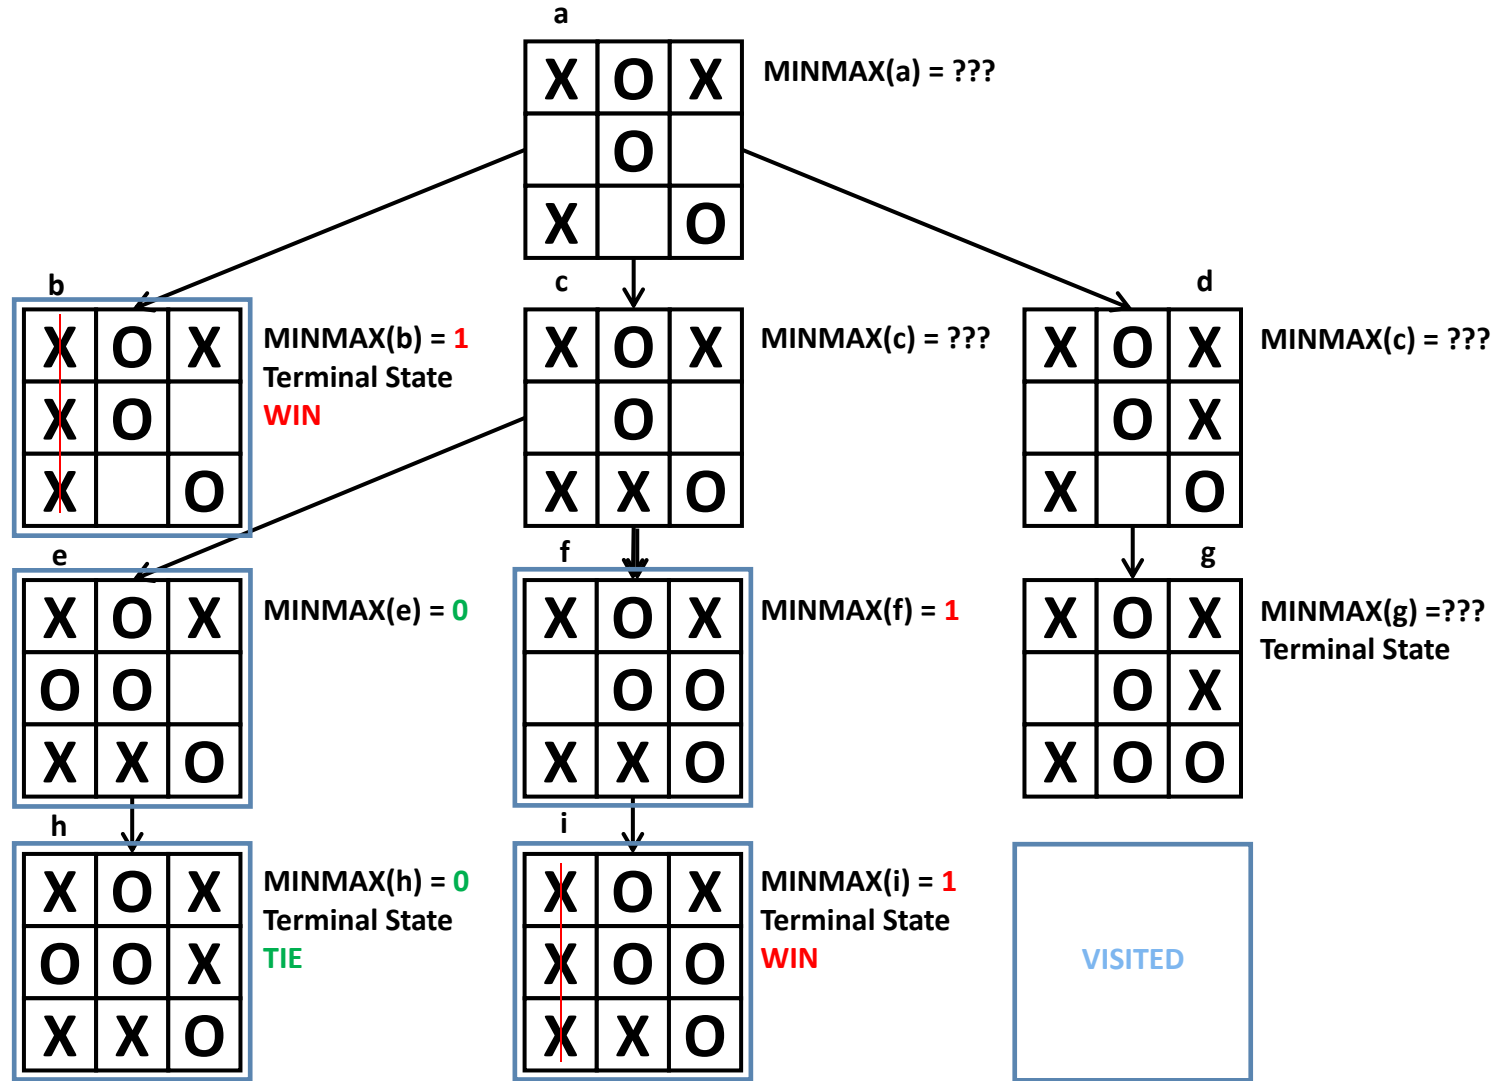 a
X O X
MINMAX(a) = ???
O
X O
b
c
d
X O X
MINMAX(b) = 1
X O X
MINMAX(c) = ???
X O X
MINMAX(c) = ???
Terminal State
X O
WIN
O
O X
X O
X X O
X O
e
f
g
X O X
MINMAX(e) = 0
X O X
MINMAX(f) = 1
X O X
MINMAX(g) =???
Terminal State
O O
O O
O X
X X O
X X O
X O O
h
i
X O X
MINMAX(h) = 0
Terminal State
TIE
X O X
MINMAX(i) = 1
Terminal State
WIN
O O X
X O O
VISITED
X X O
X X O